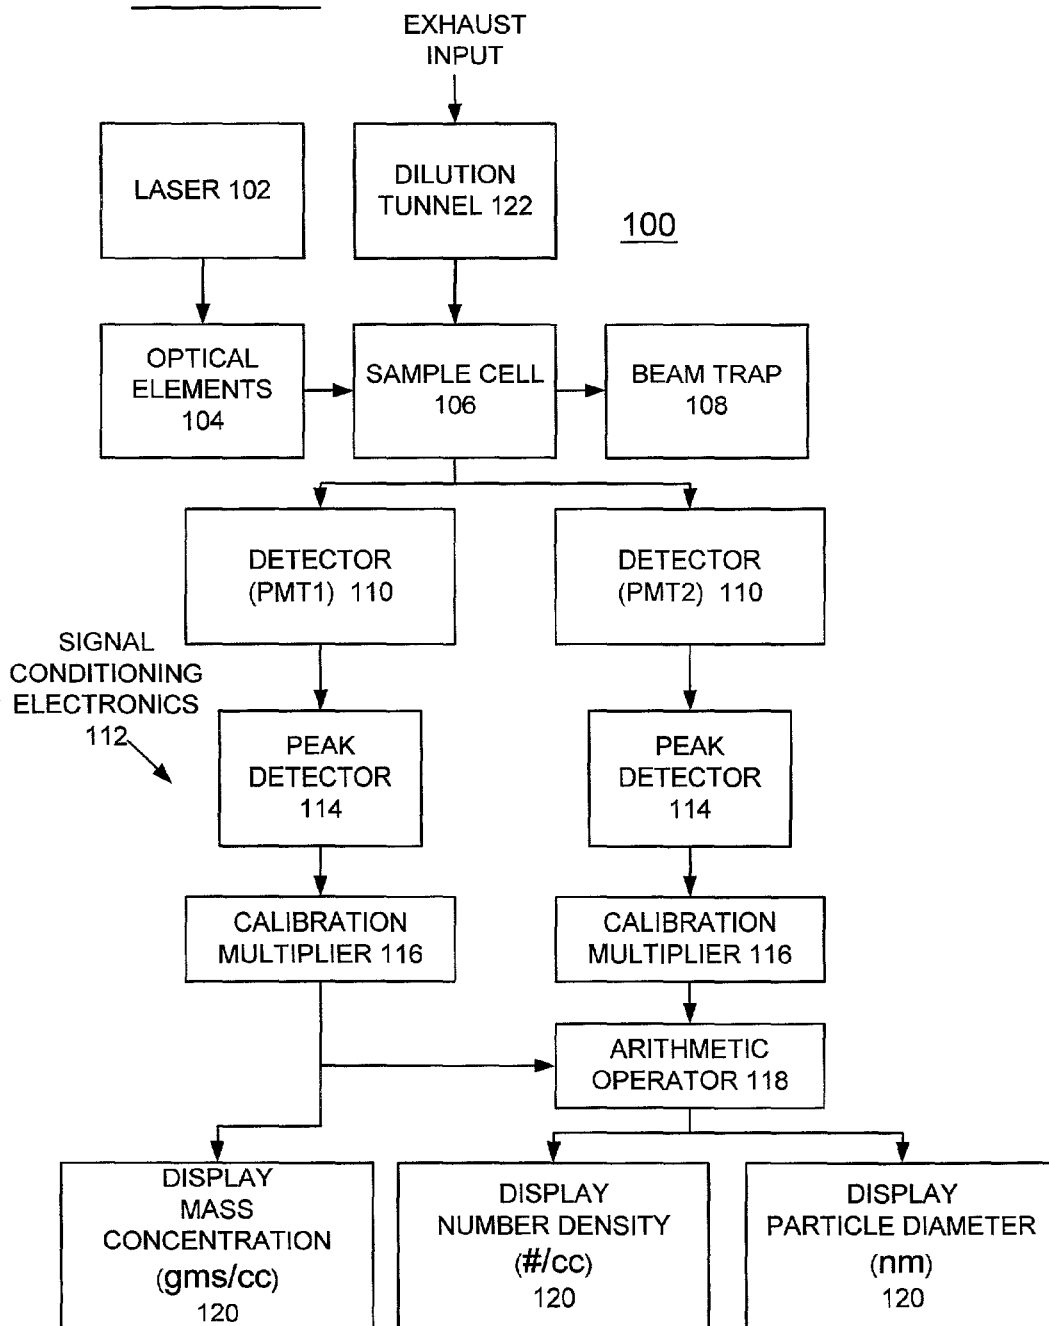 EXHAUST
INPUT
LASER 102
DILUTION
TUNNEL 122
100
OPTICAL
ELEMENTS
104
SAMPLE CELL
106
BEAM TRAP
108
DETECTOR
(PMT1) 110
DETECTOR
(PMT2) 110
SIGNAL
CONDITIONING
ELECTRONICS
112
PEAK
DETECTOR
114
PEAK
DETECTOR
114
CALIBRATION
MULTIPLIER 116
CALIBRATION
MULTIPLIER 116
ARITHMETIC
OPERATOR 118
DISPLAY
MASS
CONCENTRATION
(gms/cc)
120
DISPLAY
NUMBER DENSITY
(#/cc)
120
DISPLAY
PARTICLE DIAMETER
(nm)
120